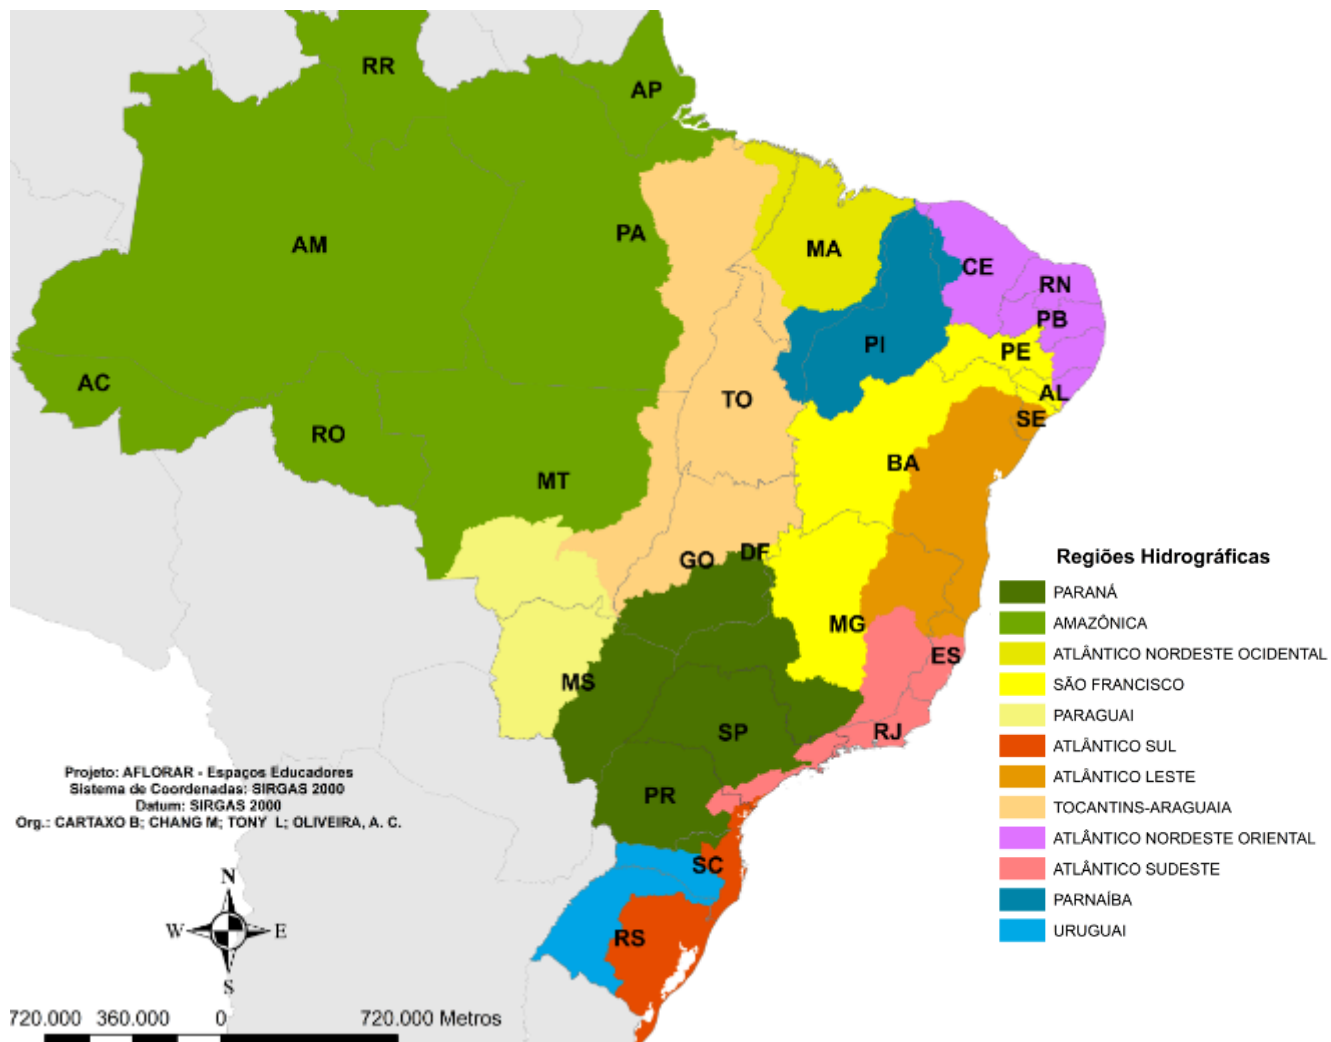 RR
AP
PA
AM
MA
CE
RN
PB
PI
PE
AC
AL
TO
SE
RO
BA
MT
DF
GO
Regiões Hidrográficas
PARANÁ
AMAZÔNICA
ATLÂNTICO NORDESTE OCIDENTAL
SÃO FRANCISCO
PARAGUAI
ATLÂNTICO SUL
ATLÂNTICO LESTE
TOCANTINS-ARAGUAIA
ATLÂNTICO NORDESTE ORIENTAL
ATLÂNTICO SUDESTE
PARNAÍBA
URUGUAI
MG
ES
MS
SP
RJ
PR
SC
RS
Projeto: AFLORAR - Espaços Educadores
Sistema de Coordenadas: SIRGAS 2000
Datum: SIRGAS 2000
Org.: CARTAXO B; CHANG M; TONY L; OLIVEIRA, A. C.
N
W E
S
720.000 360.000 0 720.000 Metros